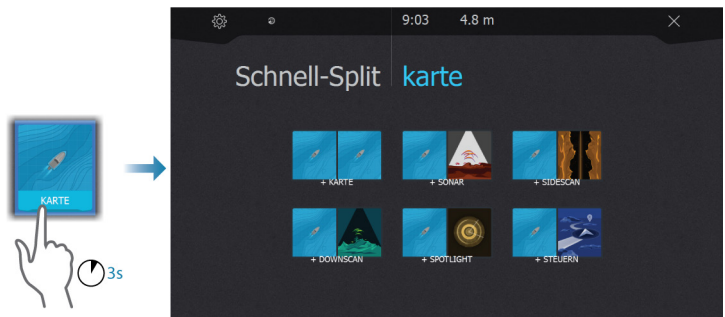 9:03 4.8 m
Schnell-Split karte
KARTE
3s
+ KARTE + SONAR + SIDESCAN
+ DOWNSCAN + SPOTLIGHT + STEUERN